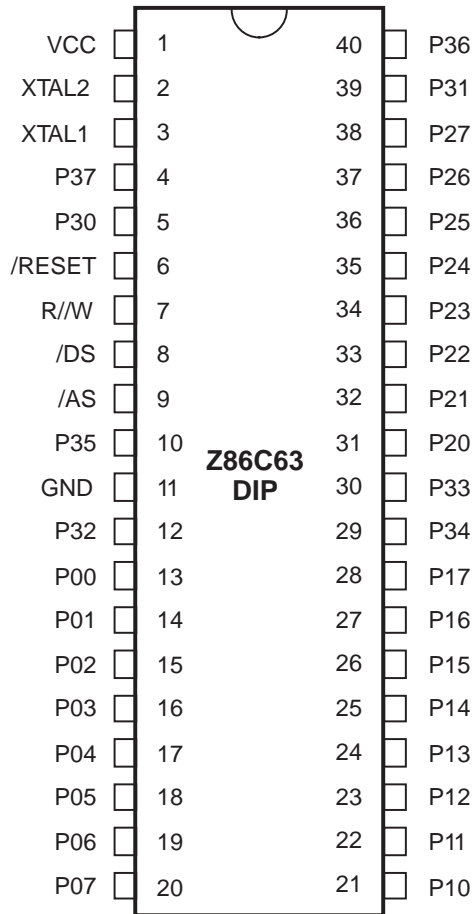 VCC 1 40 P36
XTAL2 2 39 P31
XTAL1 3 38 P27
P37 4 37 P26
P30 5 36 P25
/RESET 6 35 P24
R//W 7 34 P23
/DS 8 33 P22
/AS 9 32 P21
P35 10 31 P20
Z86C63
GND 11 30 P33
DIP
P32 12 29 P34
P00 13 28 P17
P01 14 27 P16
P02 15 26 P15
P03 16 25 P14
P04 17 24 P13
P05 18 23 P12
P06 19 22 P11
P07 20 21 P10